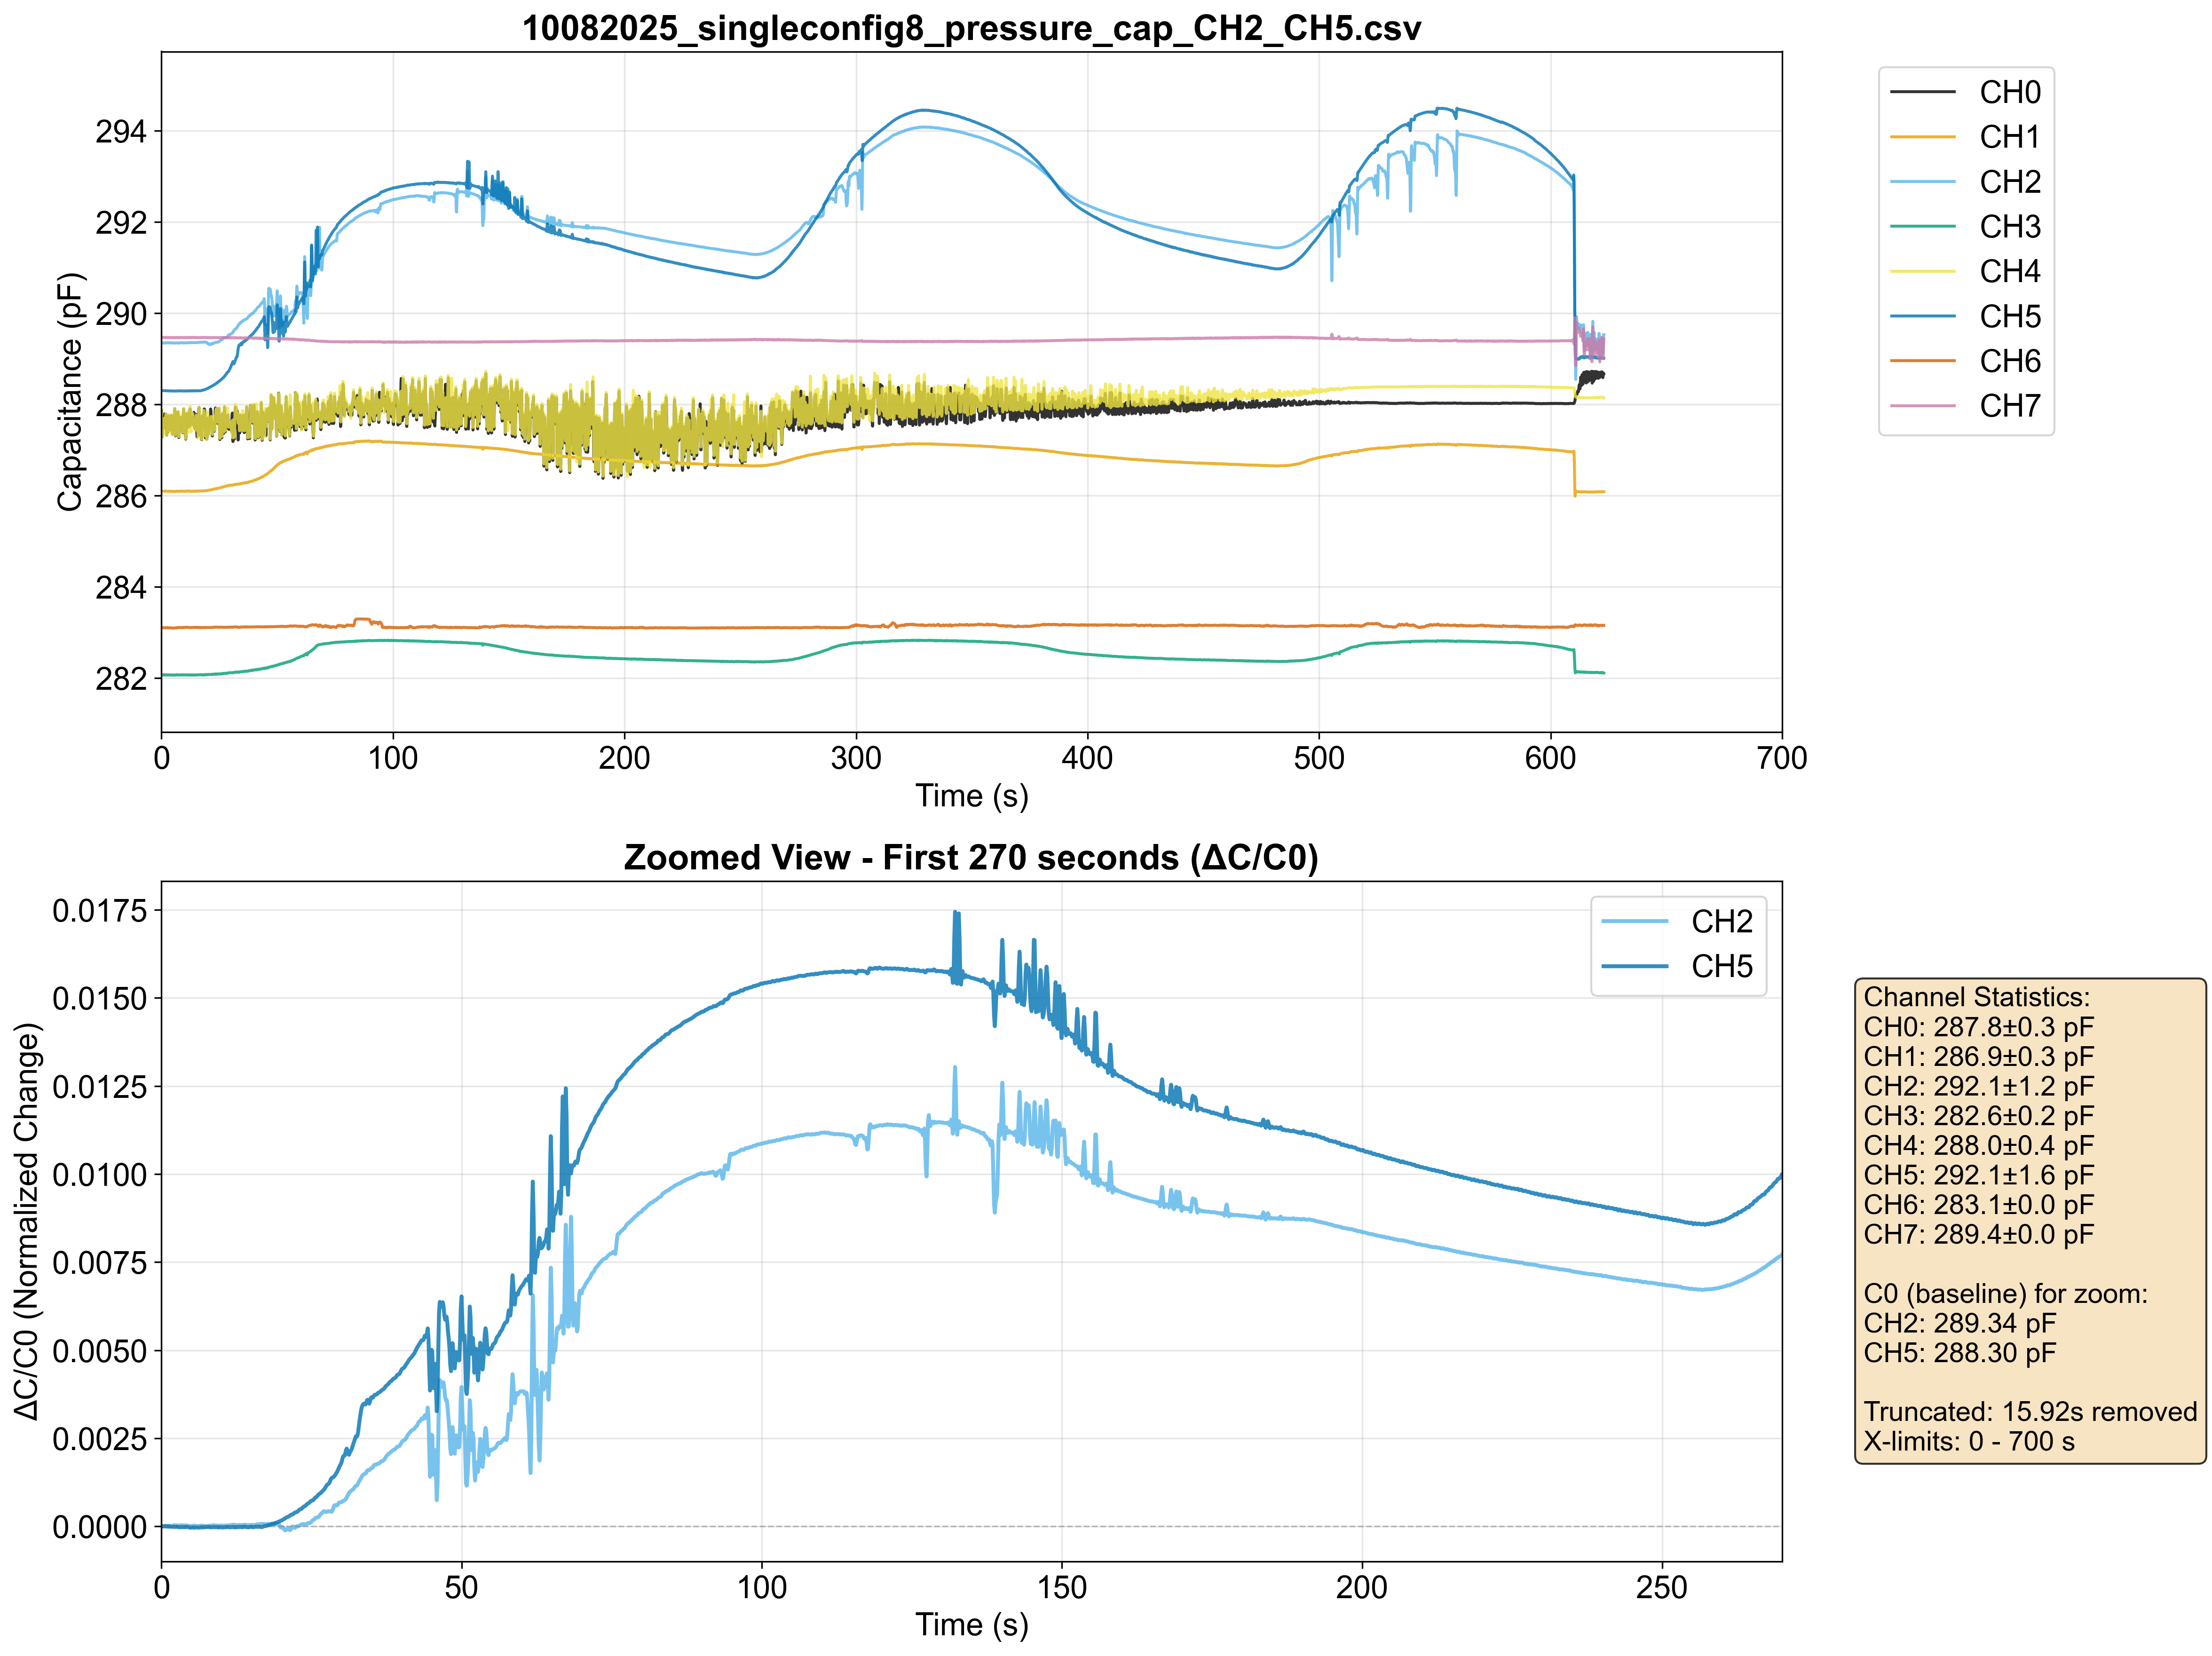 10082025_singleconfig8_pressure_cap_CH2_CH5.csv
Capacitance (pF)
294
292
290
288
286
284
282
0 100 200 300 400 500 600 700
Time (s)
CH0
CH1
CH2
CH3
CH4
CH5
CH6
CH7
Zoomed View - First 270 seconds (ΔC/C0)
ΔC/C0 (Normalized Change)
0.0175
0.0150
0.0125
0.0100
0.0075
0.0050
0.0025
0.0000
0 50 100 150 200 250
Time (s)
CH2
CH5
Channel Statistics:
CH0: 287.8±0.3 pF
CH1: 286.9±0.3 pF
CH2: 292.1±1.2 pF
CH3: 282.6±0.2 pF
CH4: 288.0±0.4 pF
CH5: 292.1±1.6 pF
CH6: 283.1±0.0 pF
CH7: 289.4±0.0 pF
C0 (baseline) for zoom:
CH2: 289.34 pF
CH5: 288.30 pF
Truncated: 15.92s removed
X-limits: 0 - 700 s